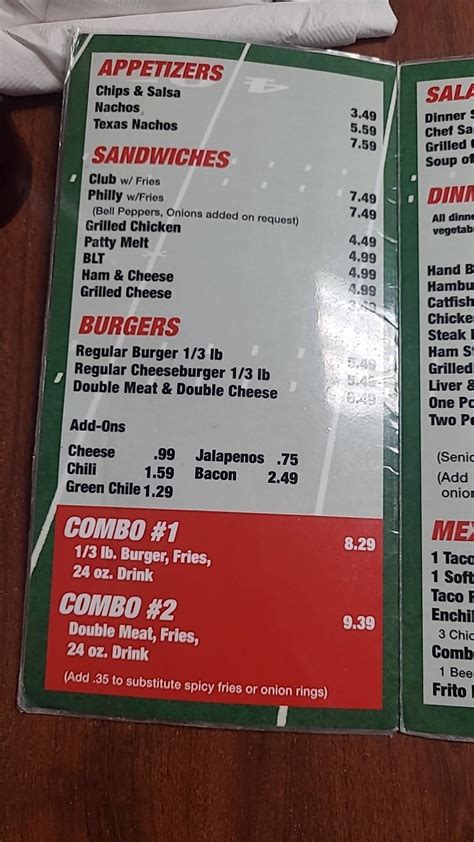 APPETIZERS
Chips & Salsa 3.49
Nachos 5.59
Texas Nachos 7.59
SANDWICHES
Club w/ Fries 7.49
Philly w/Fries 7.49
(Bell Peppers, Onions added on request)
Grilled Chicken 4.49
Patty Melt 4.99
BLT 4.99
Ham & Cheese 4.99
Grilled Cheese
BURGERS
Regular Burger 1/3 lb
Regular Cheeseburger 1/3 lb
Double Meat & Double Cheese
Add-Ons
Cheese .99 Jalapenos .75
Chili 1.59 Bacon 2.49
Green Chile 1.29
COMBO #1 8.29
1/3 lb. Burger, Fries,
24 oz. Drink
COMBO #2 9.39
Double Meat, Fries,
24 oz. Drink
(Add .35 to substitute spicy fries or onion rings)
SALA
Dinner S
Chef Sa
Grilled
Soup of
DINN
All dinne
vegetab
Hand B
Hambu
Catfish
Chicke
Steak
Ham St
Grilled
Liver &
One Po
Two Pe
(Senic
(Add
onion
MEX
1 Taco
1 Soft
Taco
Enchil
3 Chic
Comb
1 Bee
Frito